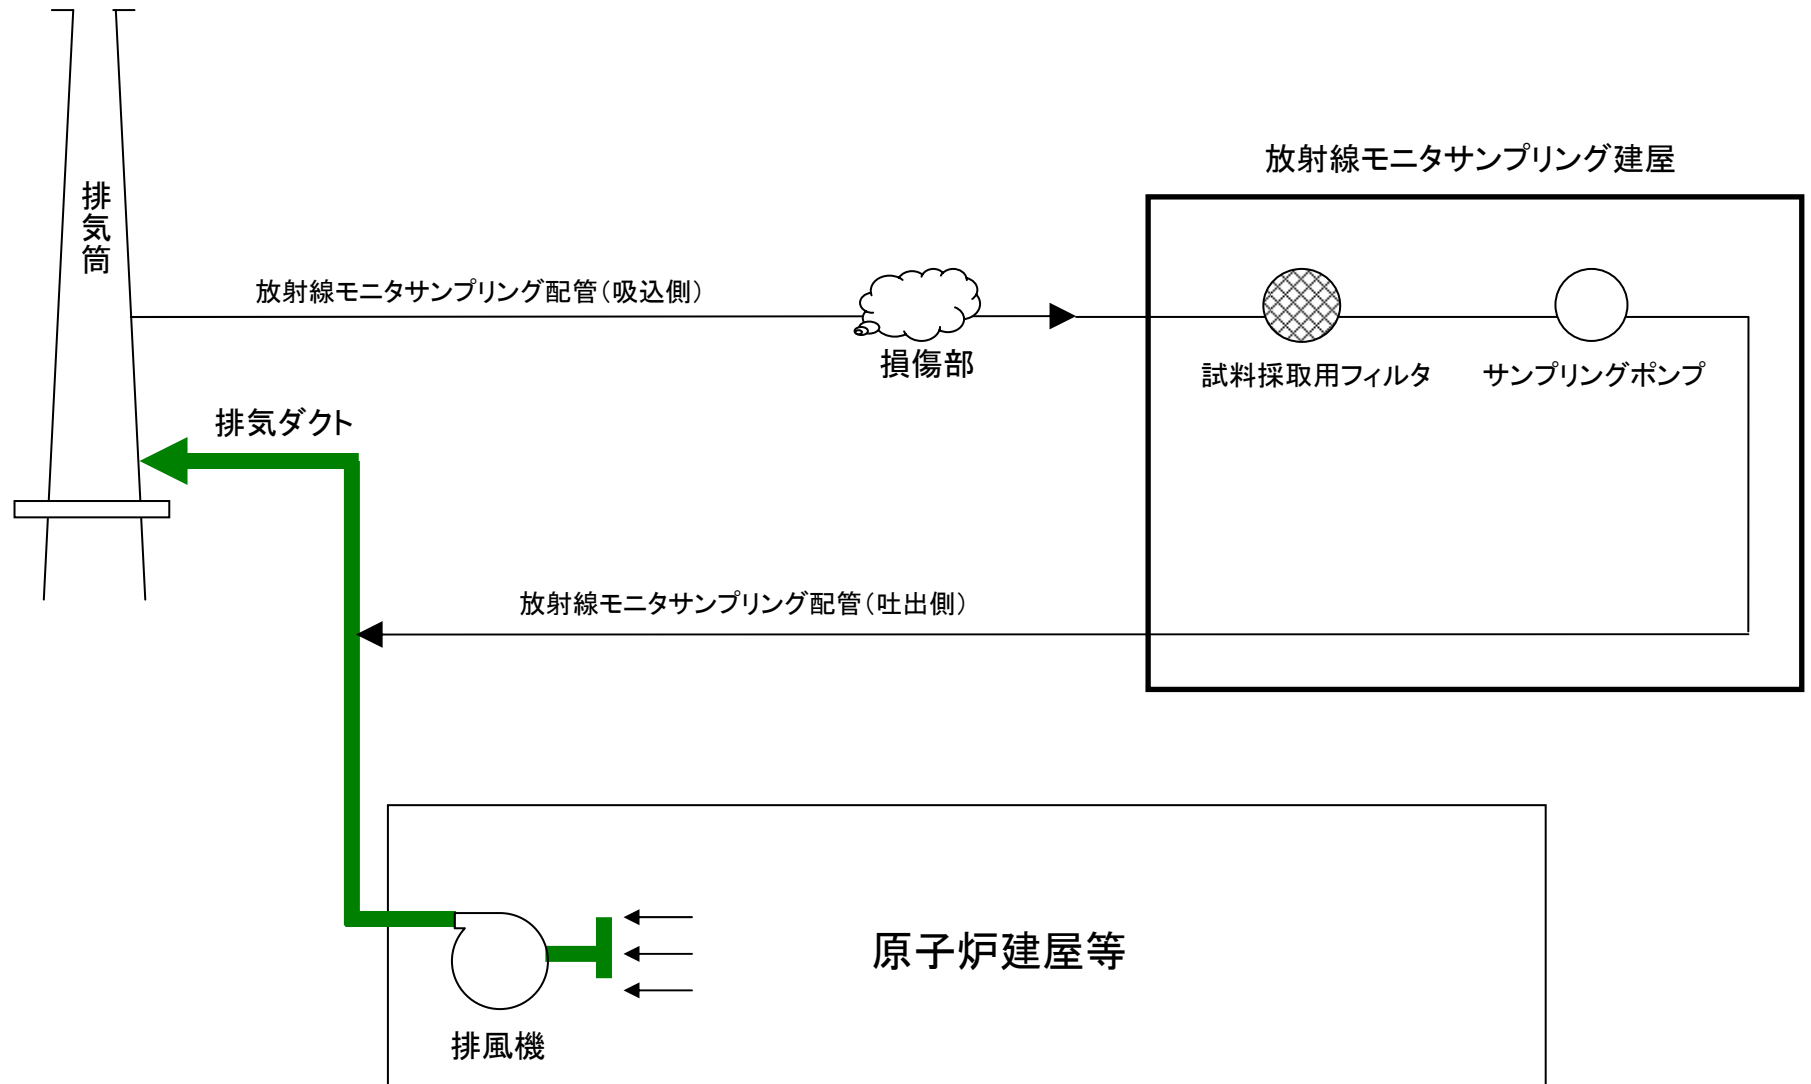 放射線モニタサンプリング建屋
排気筒
放射線モニタサンプリング配管（吸込側）
損傷部
試料採取用フィルタ
サンプリングポンプ
排気ダクト
放射線モニタサンプリング配管（吐出側）
原子炉建屋等
排風機